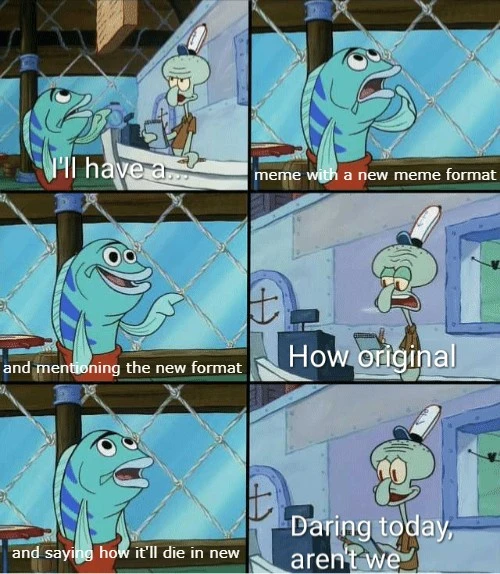 I'll have a...
meme with a new meme format
and mentioning the new format
How original
and saying how it'll die in new
Daring today,
aren't we